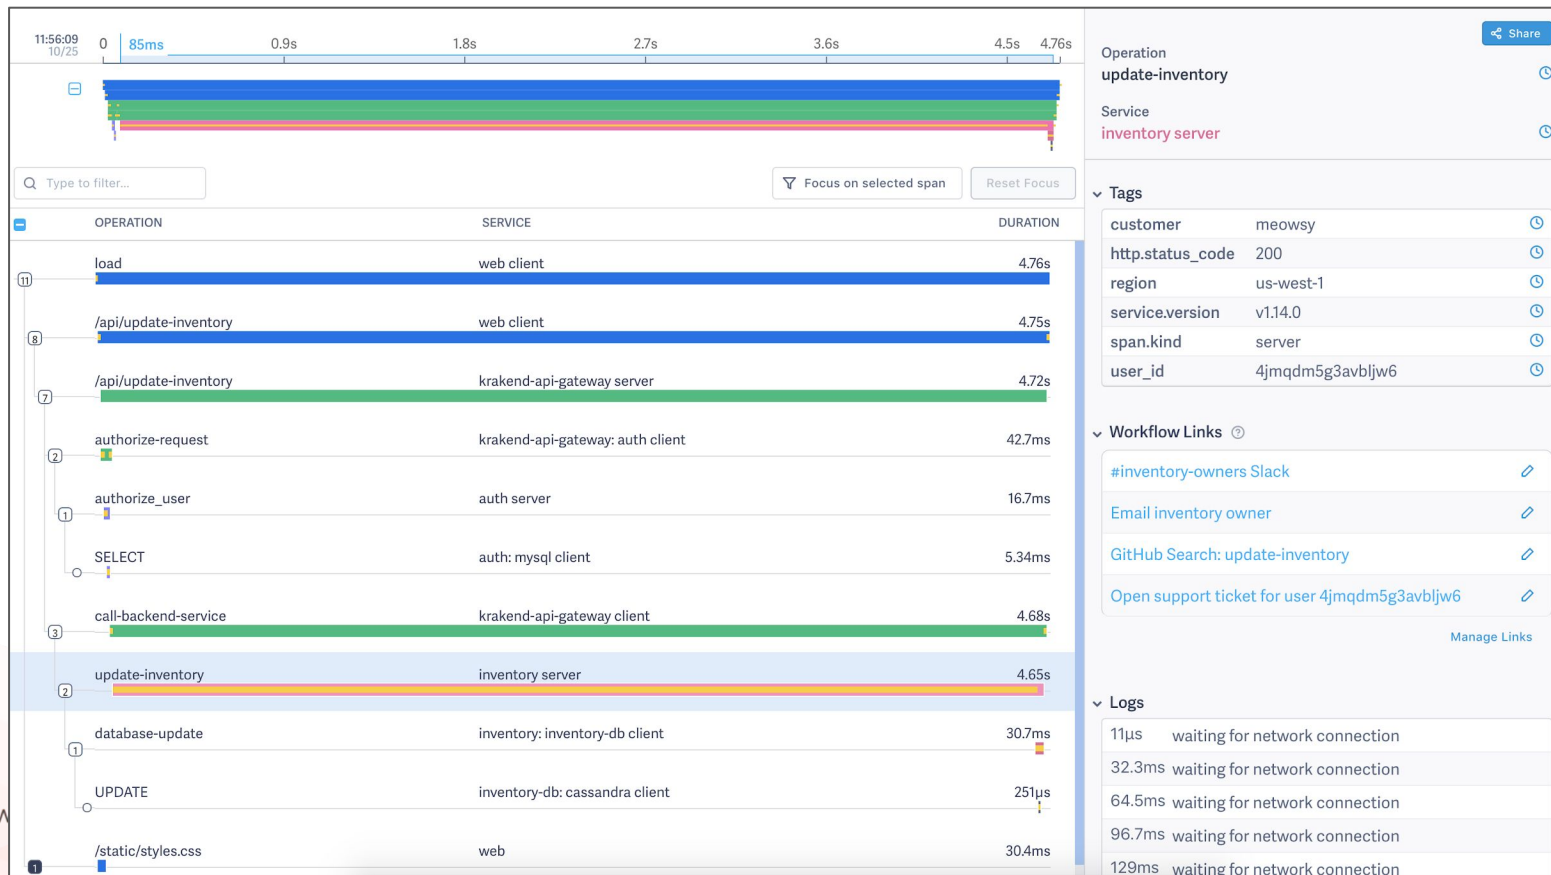 11:56:09
10/25
0 85ms 0.9s 1.8s 2.7s 3.6s 4.5s 4.76s
Type to filter...
Focus on selected span
Reset Focus
OPERATION SERVICE DURATION
load web client 4.76s
11
/api/update-inventory web client 4.75s
8
/api/update-inventory krakend-api-gateway server 4.72s
7
authorize-request krakend-api-gateway: auth client 42.7ms
2
authorize_user auth server 16.7ms
1
SELECT auth: mysql client 5.34ms
call-backend-service krakend-api-gateway client 4.68s
3
update-inventory inventory server 4.65s
2
database-update inventory: inventory-db client 30.7ms
1
UPDATE inventory-db: cassandra client 251µs
/static/styles.css web 30.4ms
1
Share
Operation
update-inventory
Service
inventory server
Tags
customer meowsy
http.status_code 200
region us-west-1
service.version v1.14.0
span.kind server
user_id 4jmqdm5g3avbljw6
Workflow Links ?
#inventory-owners Slack
Email inventory owner
GitHub Search: update-inventory
Open support ticket for user 4jmqdm5g3avbljw6
Manage Links
Logs
11µs waiting for network connection
32.3ms waiting for network connection
64.5ms waiting for network connection
96.7ms waiting for network connection
129ms waiting for network connection